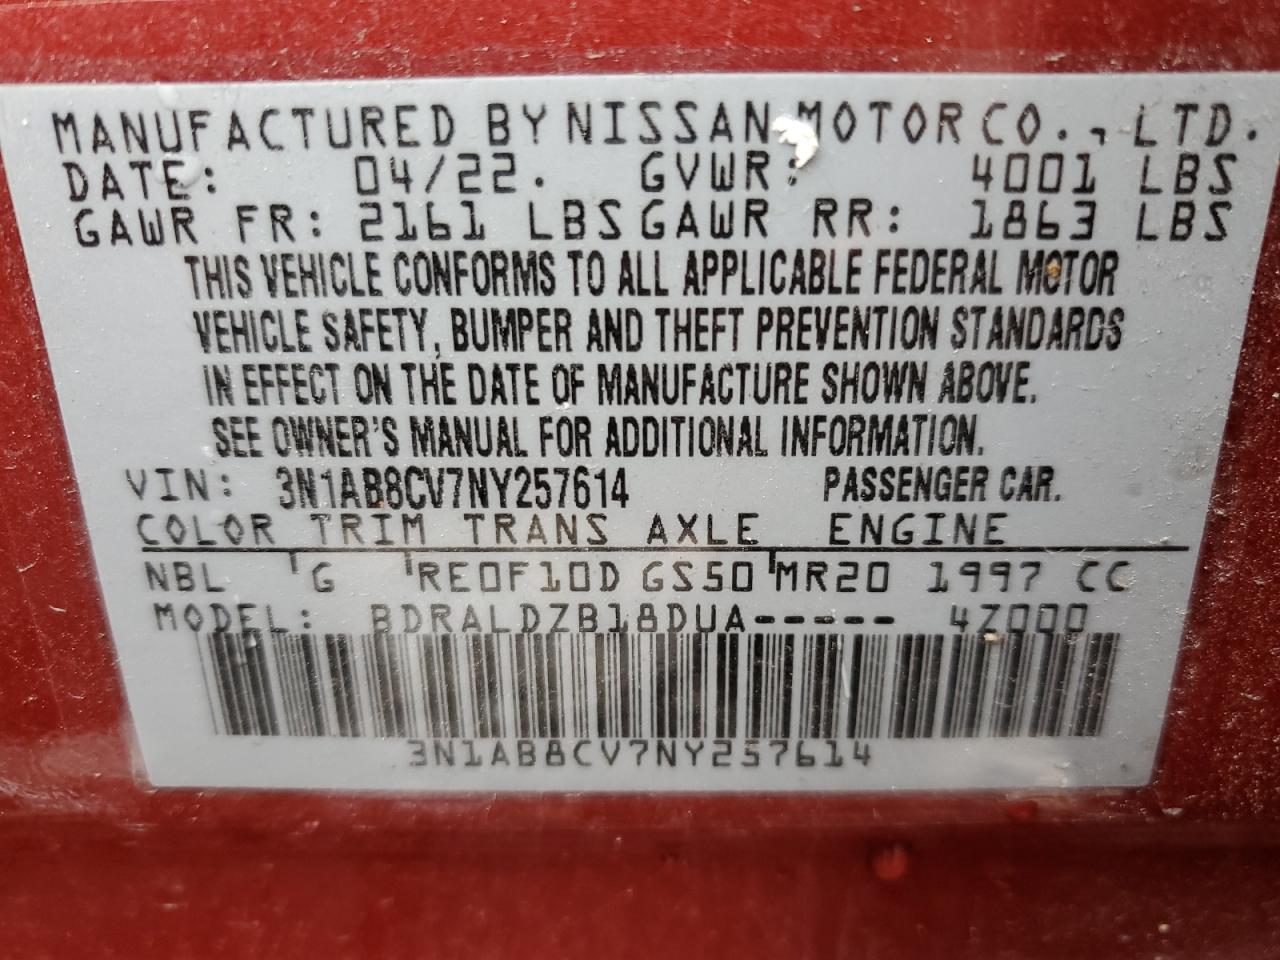 MANUFACTURED BY NISSAN MOTOR CO., LTD.
DATE: 04/22. GVWR: 4001 LBS
GAWR FR: 2161 LBS GAWR RR: 1863 LBS
THIS VEHICLE CONFORMS TO ALL APPLICABLE FEDERAL MOTOR
VEHICLE SAFETY, BUMPER AND THEFT PREVENTION STANDARDS
IN EFFECT ON THE DATE OF MANUFACTURE SHOWN ABOVE.
SEE OWNER'S MANUAL FOR ADDITIONAL INFORMATION.
VIN: 3N1AB8CV7NY257614 PASSENGER CAR.
COLOR TRIM TRANS AXLE ENGINE
NBL G RE0F10D GS50 MR20 1997 CC
MODEL: BDRALDZB18DUA----- 4Z000
3N1AB8CV7NY257614